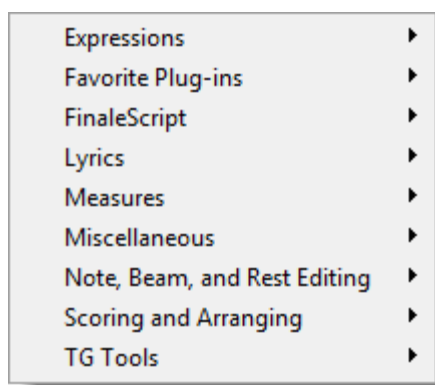 Expressions
Favorite Plug-ins
FinaleScript
Lyrics
Measures
Miscellaneous
Note, Beam, and Rest Editing
Scoring and Arranging
TG Tools